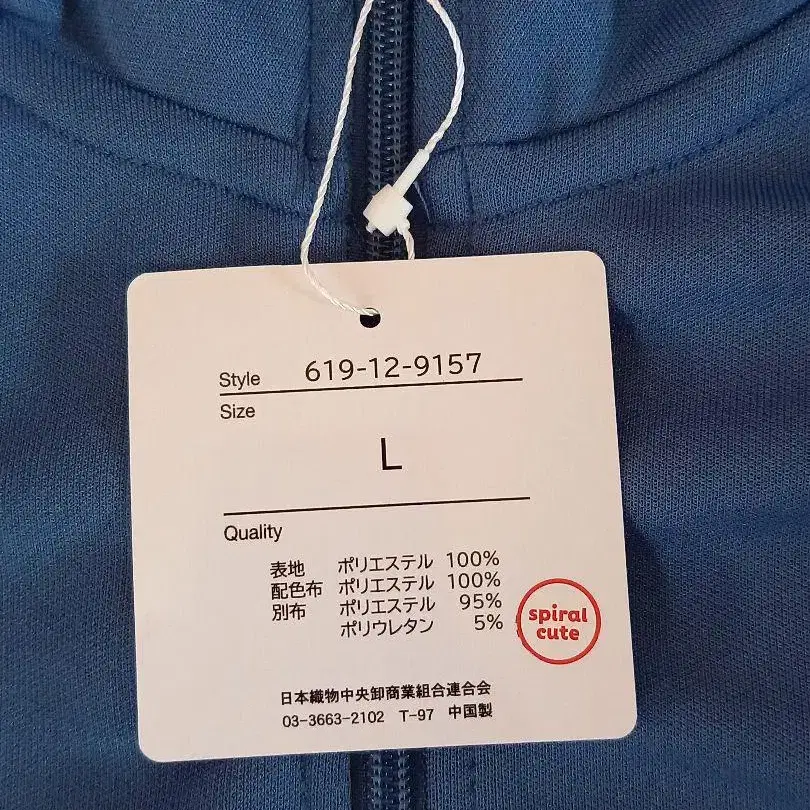 Style 619-12-9157
Size
L
Quality
表地 ポリエステル 100%
配色布 ポリエステル 100%
別布 ポリエステル 95%
ポリウレタン 5%
spiral
cute
日本織物中央卸商業組合連合会
03-3663-2102 T-97 中国製